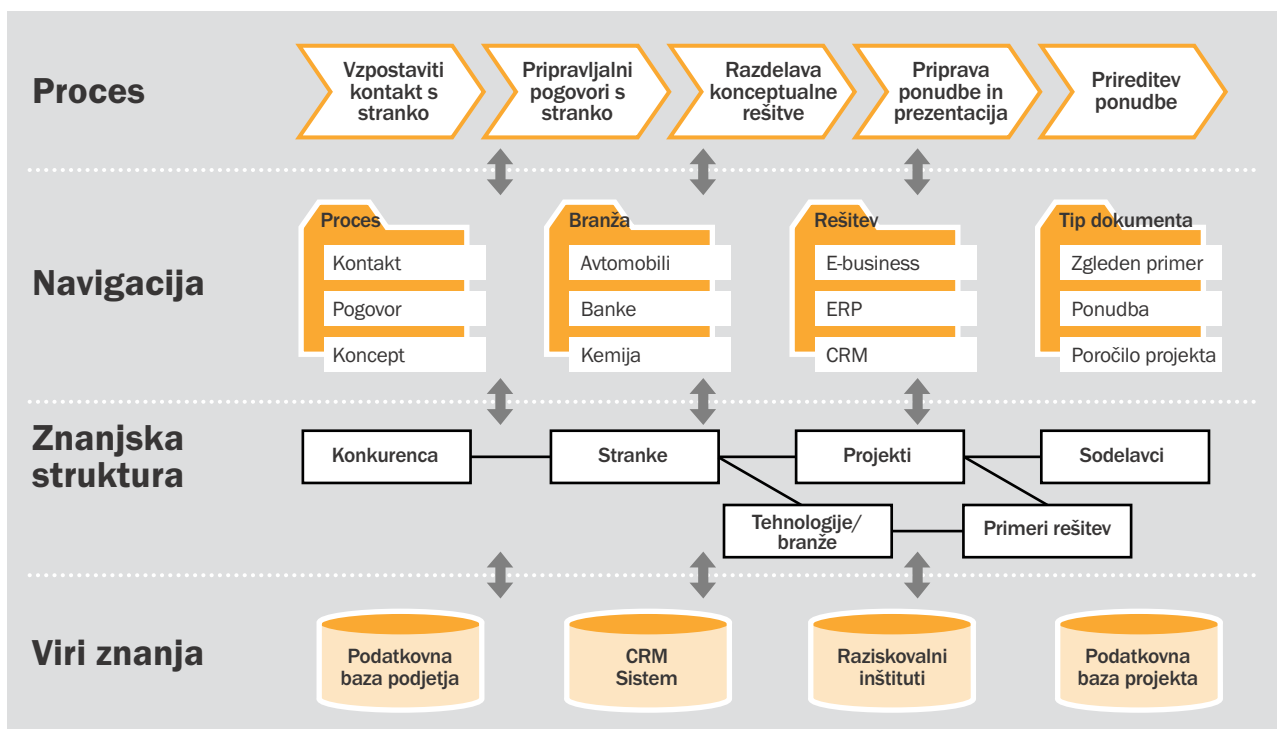 Proces
Vzpostaviti
kontakt s
stranko
Pripravljalni
pogovori s
stranko
Razdelava
konceptualne
rešitve
Priprava
ponudbe in
prezentacija
Prireditev
ponudbe
Navigacija
Proces
Kontakt
Pogovor
Koncept
Branža
Avtomobili
Banke
Kemija
Rešitev
E-business
ERP
CRM
Tip dokumenta
Zgleden primer
Ponudba
Poročilo projekta
Znanjska
struktura
Konkurenca
Stranke
Projekti
Sodelavci
Tehnologije/
branže
Primeri rešitev
Viri znanja
Podatkovna
baza podjetja
CRM
Sistem
Raziskovalni
inštituti
Podatkovna
baza projekta